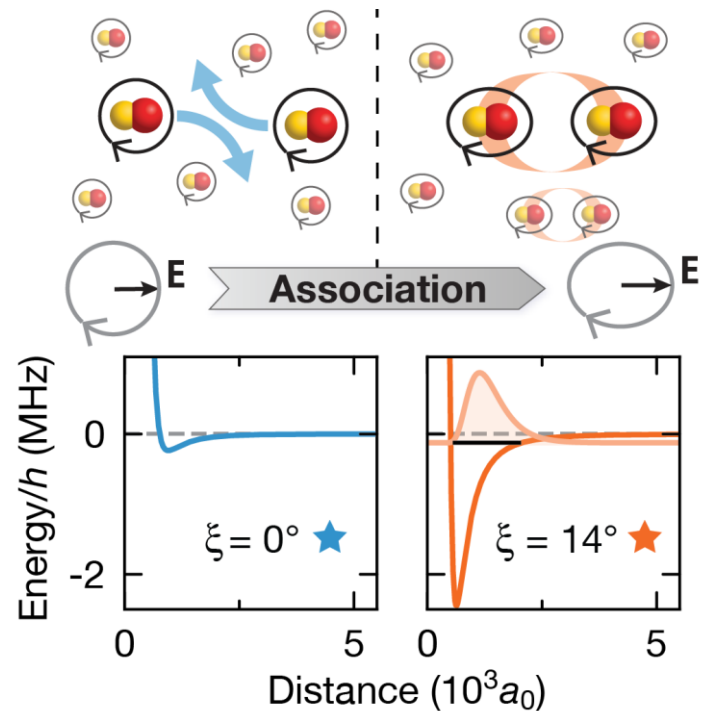 E
Association
E
Energy/h (MHz)
0
-2
ξ = 0°
ξ = 14°
0
5
0
5
Distance (10³a₀)